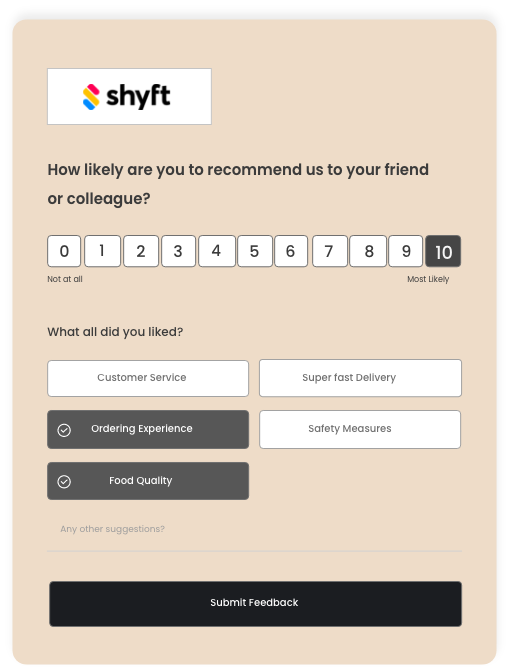 shyft
How likely are you to recommend us to your friend
or colleague?
0 1 2 3 4 5 6 7 8 9 10
Not at all Most Likely
What all did you liked?
Customer Service Super fast Delivery
Ordering Experience Safety Measures
Food Quality
Any other suggestions?
Submit Feedback